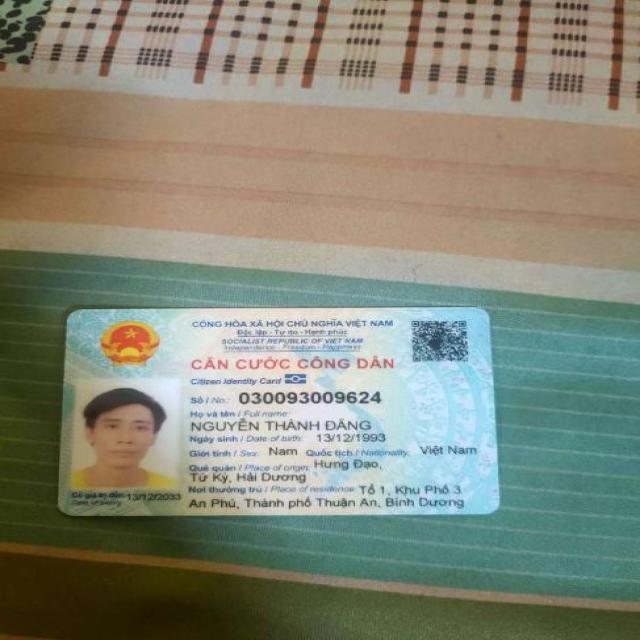 CỘNG HÒA XÃ HỘI CHỦ NGHĨA VIỆT NAM
Độc lập - Tự do - Hạnh phúc
SOCIALIST REPUBLIC OF VIET NAM
Independence - Freedom - Happiness
CĂN CƯỚC CÔNG DÂN
Citizen Identity Card
Số / No.: 030093009624
Họ và tên / Full name:
NGUYỄN THÀNH ĐĂNG
Ngày sinh / Date of birth: 13/12/1993
Giới tính / Sex: Nam Quốc tịch / Nationality: Việt Nam
Quê quán / Place of origin: Hưng Đạo,
Tứ Kỳ, Hải Dương
Nơi thường trú / Place of residence: Tổ 1, Khu Phố 3
An Phú, Thành phố Thuận An, Bình Dương
Có giá trị đến: 13/12/2033
Date of expiry